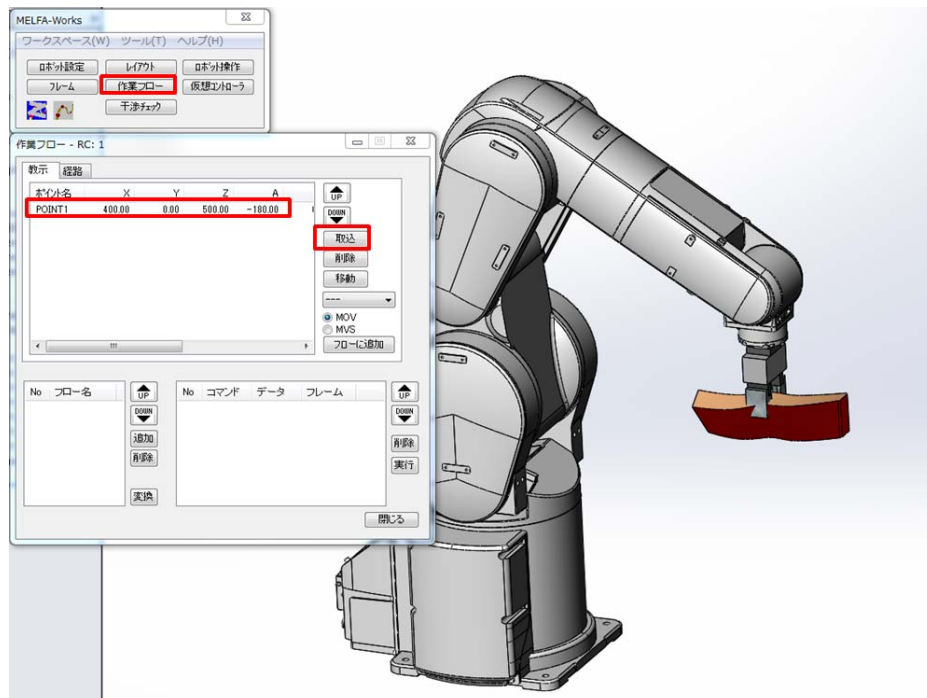 MELFA-Works
ワークスペース(W) ツール(T) ヘルプ(H)
ロボット設定 レイアウト ロボット操作
フレーム 作業フロー 仮想コントローラ
干渉チェック
作業フロー - RC: 1
教示 経路
ポイント名 X Y Z A
POINT1 400.00 0.00 500.00 -180.00
UP
DOWN
取込
削除
移動
---
MOV
MVS
フローに追加
No フロー名
UP
DOWN
追加
削除
変換
No コマンド データ フレーム
UP
DOWN
削除
実行
閉じる